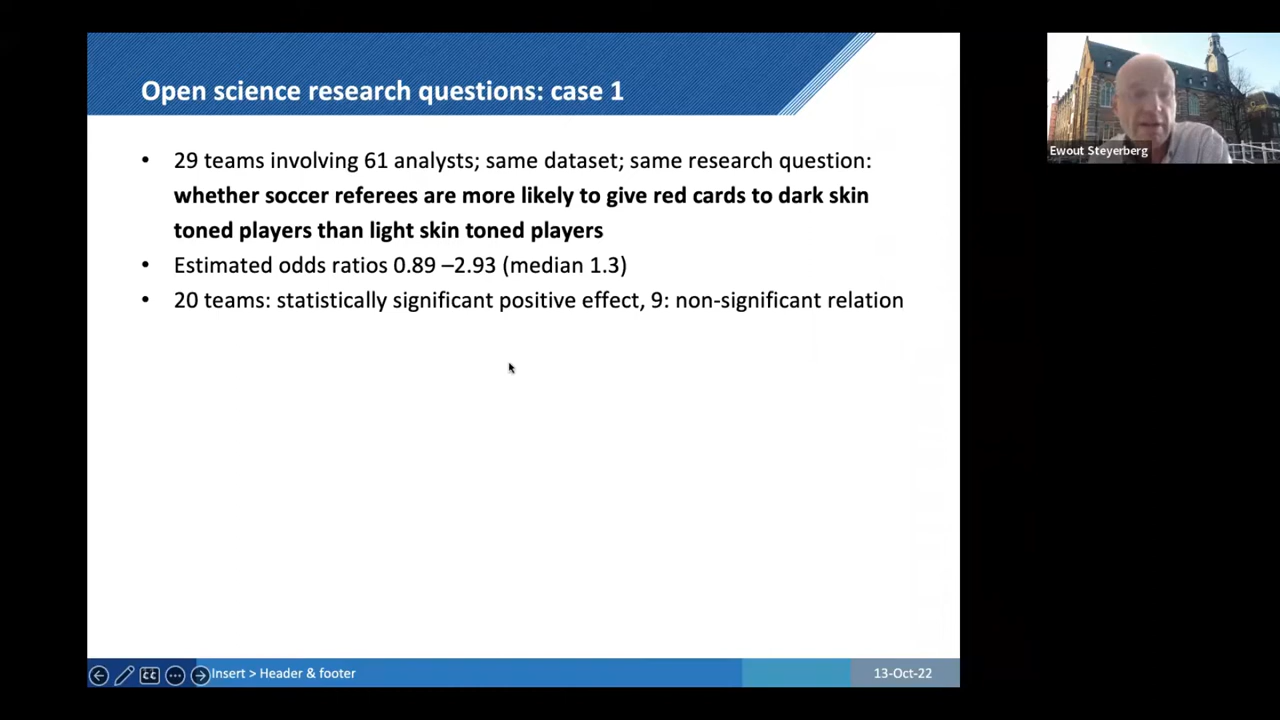 Open science research questions: case 1
• 29 teams involving 61 analysts; same dataset; same research question:
whether soccer referees are more likely to give red cards to dark skin
toned players than light skin toned players
• Estimated odds ratios 0.89 –2.93 (median 1.3)
• 20 teams: statistically significant positive effect, 9: non-significant relation
Ewout Steyerberg
CC
Insert > Header & footer
13-Oct-22